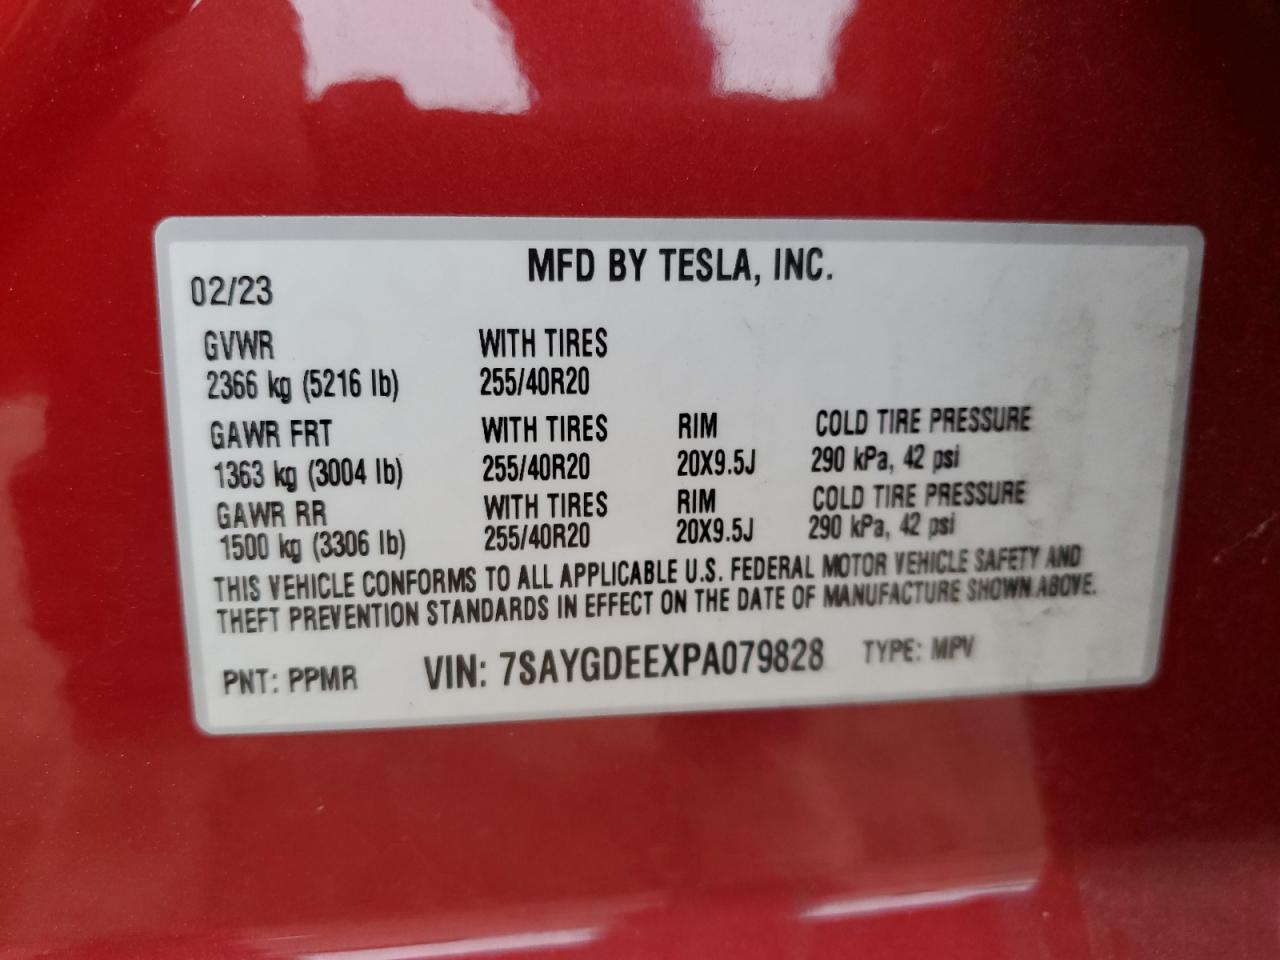 MFD BY TESLA, INC.
02/23
GVWR WITH TIRES
2366 kg (5216 lb) 255/40R20
GAWR FRT WITH TIRES RIM COLD TIRE PRESSURE
1363 kg (3004 lb) 255/40R20 20X9.5J 290 kPa, 42 psi
GAWR RR WITH TIRES RIM COLD TIRE PRESSURE
1500 kg (3306 lb) 255/40R20 20X9.5J 290 kPa, 42 psi
THIS VEHICLE CONFORMS TO ALL APPLICABLE U.S. FEDERAL MOTOR VEHICLE SAFETY AND
THEFT PREVENTION STANDARDS IN EFFECT ON THE DATE OF MANUFACTURE SHOWN ABOVE.
PNT: PPMR VIN: 7SAYGDEEXPA079828 TYPE: MPV